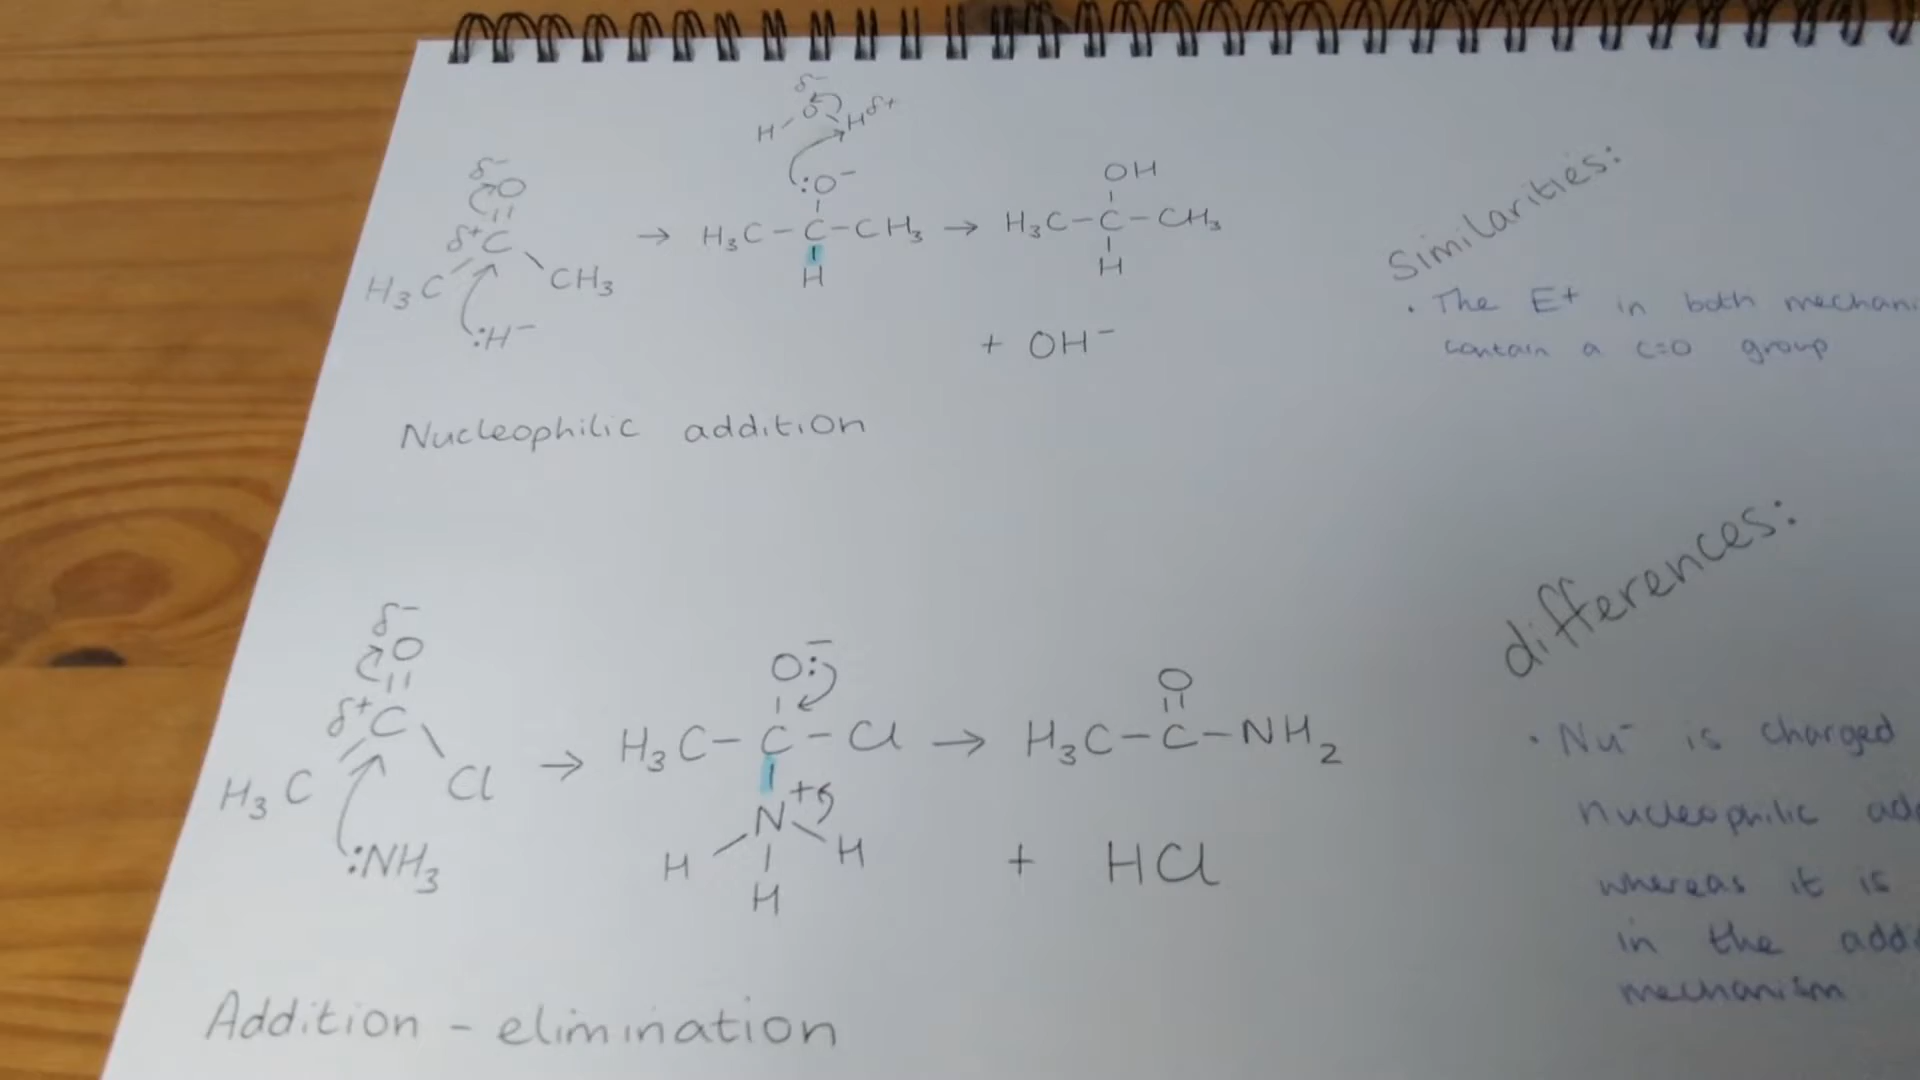 δ-
H O H δ+
δ-
O
δ+ C
H3C CH3
:H-
→
:O-
H3C-C-CH3
H
→
OH
H3C-C-CH3
H
+ OH-
Nucleophilic addition
Similarities:
• The E+ in both
contain a C=O group
δ-
O
δ+ C
H3C Cl
:NH3
→
O:-
H3C-C-Cl
N+
H H
H
→
O
H3C-C-NH2
+ HCl
Addition - elimination
differences:
• Nu- is charged
nucleophilic
whereas it is
in the
mechanism